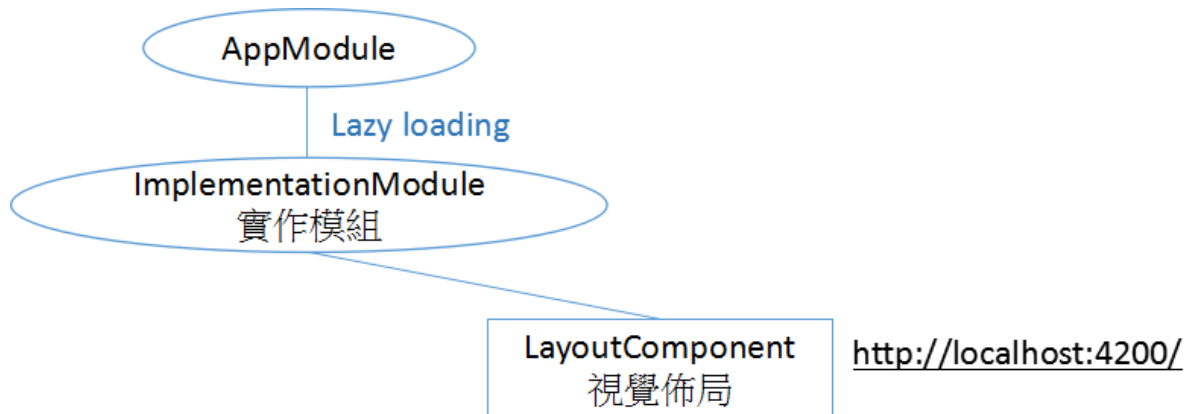 AppModule
Lazy loading
ImplementationModule
實作模組
LayoutComponent
視覺佈局
http://localhost:4200/